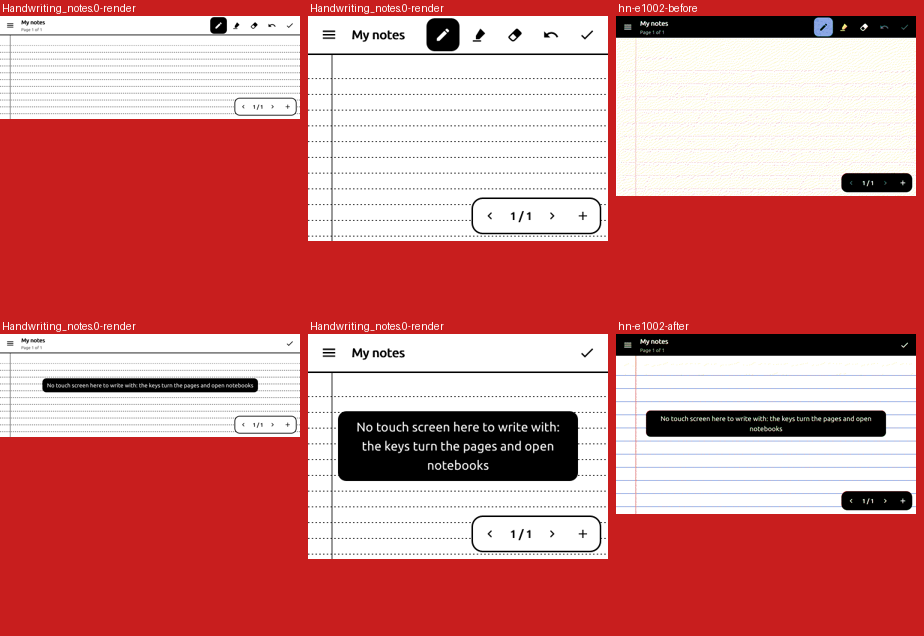 Handwriting_notes.0-render
My notes
Page 1 of 1
1/1
Handwriting_notes.0-render
My notes
1/1
hn-e1002-before
My notes
Page 1 of 1
1/1
Handwriting_notes.0-render
My notes
Page 1 of 1
No touch screen here to write with: the keys turn the pages and open notebooks
1/1
Handwriting_notes.0-render
My notes
No touch screen here to write with:
the keys turn the pages and open
notebooks
1/1
hn-e1002-after
My notes
Page 1 of 1
No touch screen here to write with: the keys turn the pages and open
notebooks
1/1